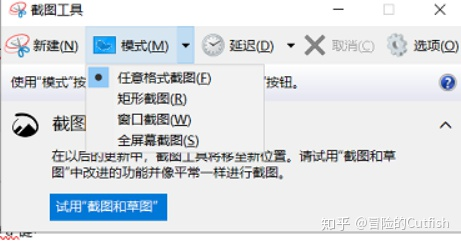 截图工具
新建(N) 模式(M) 延迟(D) 取消(C) 选项(O)
使用“模式”按 ”按钮。
任意格式截图(F)
矩形截图(R)
窗口截图(W)
全屏幕截图(S)
截图
在以后的更新中，截图工具将移至新位置。请试用“截图和草
图”中改进的功能并像平常一样进行截图。
试用“截图和草图”
知乎 @冒险的Cutfish